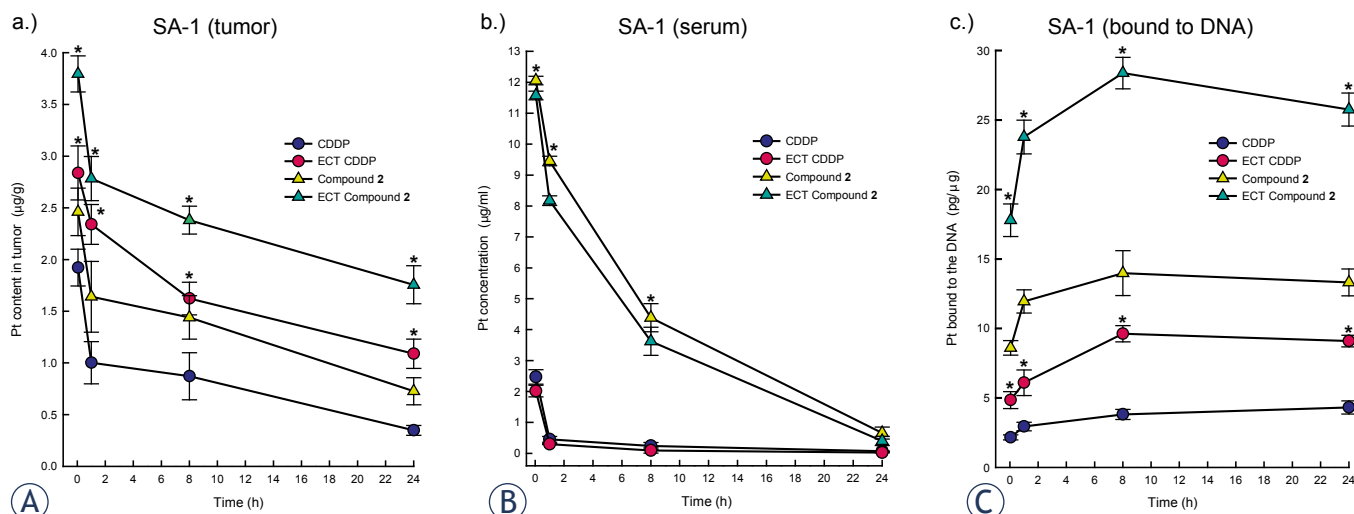 a.) SA-1 (tumor)
4.0
3.5
3.0
2.5
2.0
1.5
1.0
0.5
0.0
Pt content in tumor (µg/g)
* * * * * * * *
CDDP
ECT CDDP
Compound 2
ECT Compound 2
0 2 4 6 8 10 12 14 16 18 20 22 24
Time (h)
A
b.) SA-1 (serum)
13
12
11
10
9
8
7
6
5
4
3
2
1
0
Pt concentration (µg/ml)
* * *
CDDP
ECT CDDP
Compound 2
ECT Compound 2
0 2 4 6 8 10 12 14 16 18 20 22 24
Time (h)
B
c.) SA-1 (bound to DNA)
30
25
20
15
10
5
0
Pt bound to the DNA (pg/µg)
* * * * * * * *
CDDP
ECT CDDP
Compound 2
ECT Compound 2
0 2 4 6 8 10 12 14 16 18 20 22 24
Time (h)
C